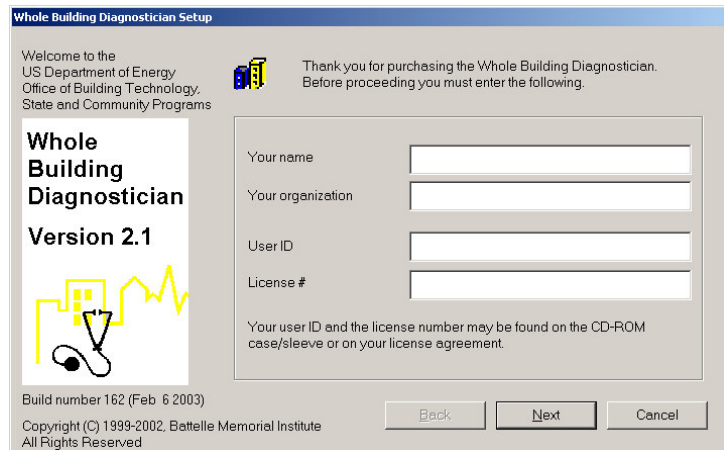 Whole Building Diagnostician Setup
Welcome to the
US Department of Energy
Office of Building Technology,
State and Community Programs
Thank you for purchasing the Whole Building Diagnostician.
Before proceeding you must enter the following.
Whole
Building
Diagnostician
Version 2.1
Your name
Your organization
User ID
License #
Your user ID and the license number may be found on the CD-ROM
case/sleeve or on your license agreement.
Build number 162 (Feb  6 2003)
Copyright (C) 1999-2002, Battelle Memorial Institute
All Rights Reserved
Back
Next
Cancel